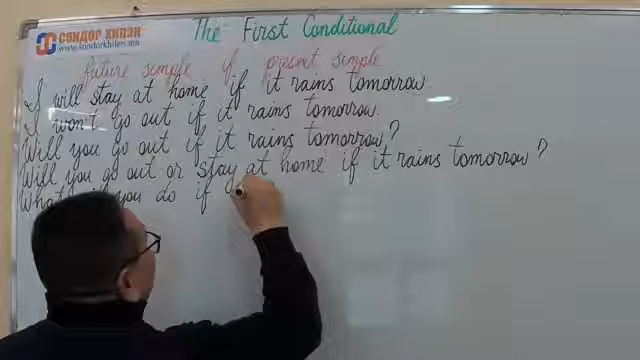 СОНДОР ХИЛЭН
www.sondorkhilen.mn
The First Conditional
future simple if present simple
I will stay at home if it rains tomorrow
I won't go out if it rains tomorrow.
Will you go out if it rains tomorrow?
Will you go out or stay at home if it rains tomorrow?
What you do if